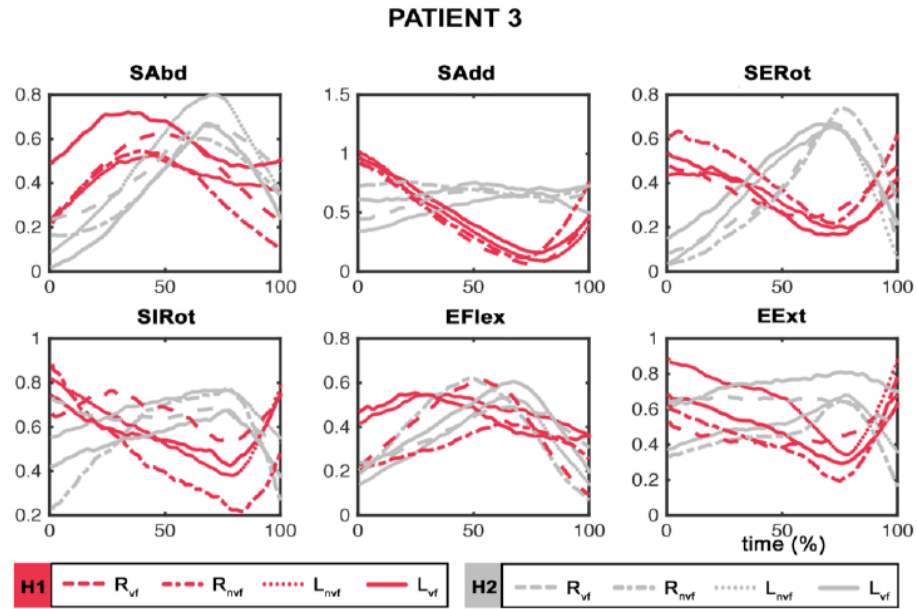 PATIENT 3
SAbd SAdd SERot
0.8 1.5 0.8
0.6 1 0.6
0.4 0.4
0.2 0.5 0.2
0 0 0
0 50 100 0 50 100 0 50 100
SIRot EFlex EExt
1 0.8 1
0.8 0.6 0.8
0.6 0.4 0.6
0.4 0.2 0.4
0.2
0.2 0 0
0 50 100 0 50 100 0 50 100
time (%)
H1 Rvf Rnvf Lnvf Lvf H2 Rvf Rnvf Lnvf Lvf